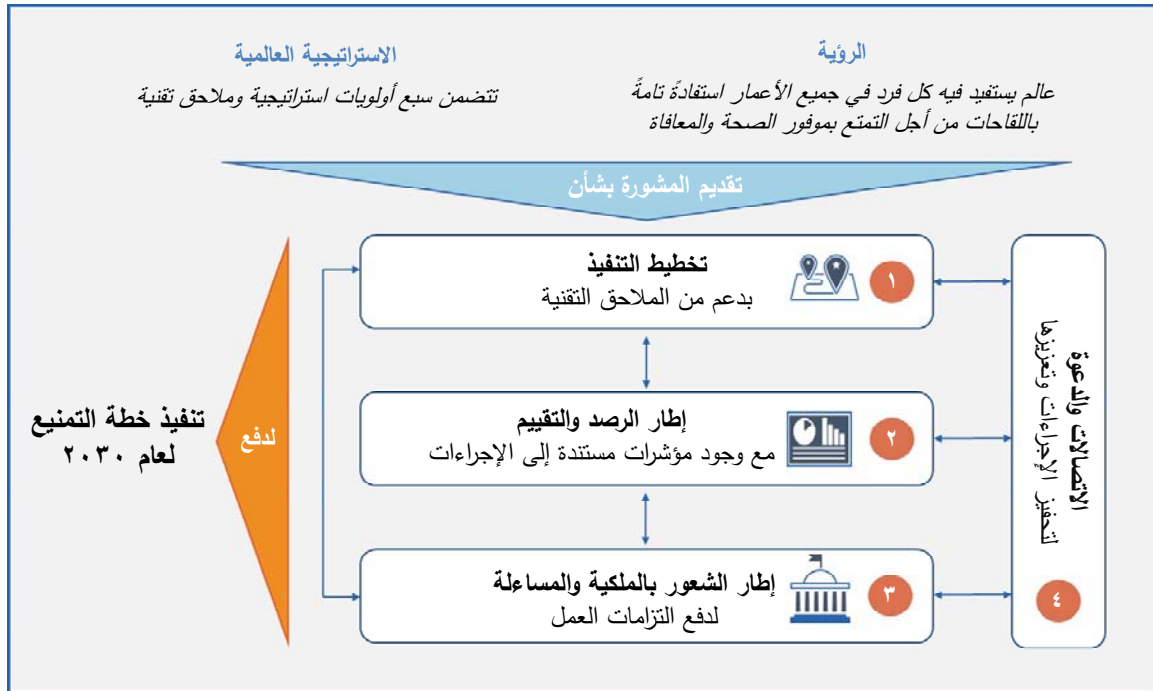 الرؤية
عالم يستفيد فيه كل فرد في جميع الأعمار استفادةً تامةً
باللقاحات من أجل التمتع بموفور الصحة والمعافاة
الاستراتيجية العالمية
تتضمن سبع أولويات استراتيجية وملاحق تقنية
تقديم المشورة بشأن
١
تخطيط التنفيذ
بدعم من الملاحق التقنية
٢
إطار الرصد والتقييم
مع وجود مؤشرات مستندة إلى الإجراءات
٣
إطار الشعور بالملكية والمساءلة
لدفع التزامات العمل
الاتصالات والدعوة
لتحفيز الإجراءات وتعزيزها
٤
لدفع
تنفيذ خطة التمنيع
لعام ٢٠٣٠